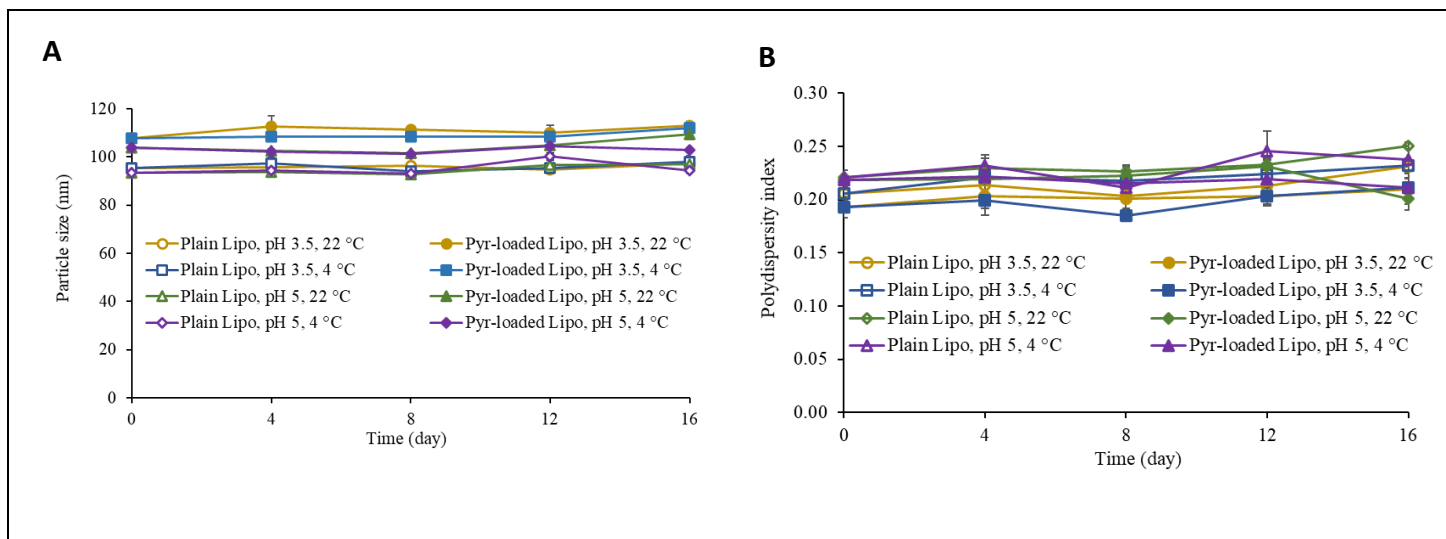 A
120
100
80
60
40
20
0
Particle size (nm)
Plain Lipo, pH 3.5, 22 °C
Pyr-loaded Lipo, pH 3.5, 22 °C
Plain Lipo, pH 3.5, 4 °C
Pyr-loaded Lipo, pH 3.5, 4 °C
Plain Lipo, pH 5, 22 °C
Pyr-loaded Lipo, pH 5, 22 °C
Plain Lipo, pH 5, 4 °C
Pyr-loaded Lipo, pH 5, 4 °C
0 4 8 12 16
Time (day)
B
0.30
0.25
0.20
0.15
0.10
0.05
0.00
Polydispersity index
Plain Lipo, pH 3.5, 22 °C
Pyr-loaded Lipo, pH 3.5, 22 °C
Plain Lipo, pH 3.5, 4 °C
Pyr-loaded Lipo, pH 3.5, 4 °C
Plain Lipo, pH 5, 22 °C
Pyr-loaded Lipo, pH 5, 22 °C
Plain Lipo, pH 5, 4 °C
Pyr-loaded Lipo, pH 5, 4 °C
0 4 8 12 16
Time (day)